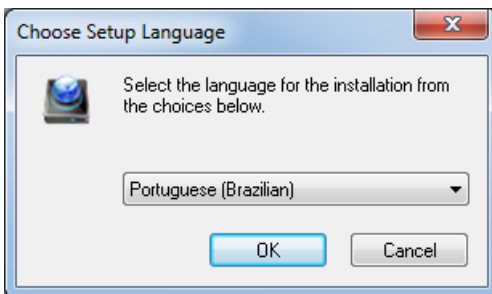 Choose Setup Language
Select the language for the installation from
the choices below.
Portuguese (Brazilian)
OK
Cancel